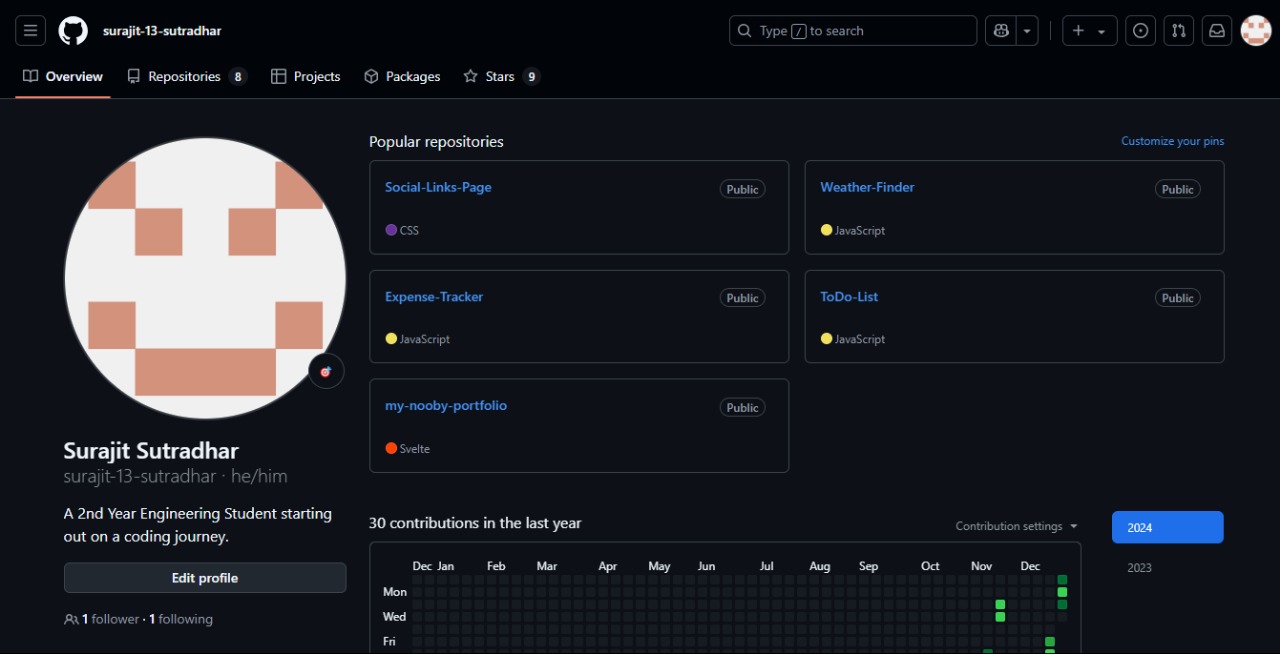 surajit-13-sutradhar
Type / to search
Overview Repositories 8 Projects Packages Stars 9
Popular repositories Customize your pins
Social-Links-Page Public
CSS
Weather-Finder Public
JavaScript
Expense-Tracker Public
JavaScript
ToDo-List Public
JavaScript
my-nooby-portfolio Public
Svelte
Surajit Sutradhar
surajit-13-sutradhar · he/him
A 2nd Year Engineering Student starting
out on a coding journey.
Edit profile
1 follower · 1 following
30 contributions in the last year Contribution settings
2024
2023
Dec Jan Feb Mar Apr May Jun Jul Aug Sep Oct Nov Dec
Mon
Wed
Fri